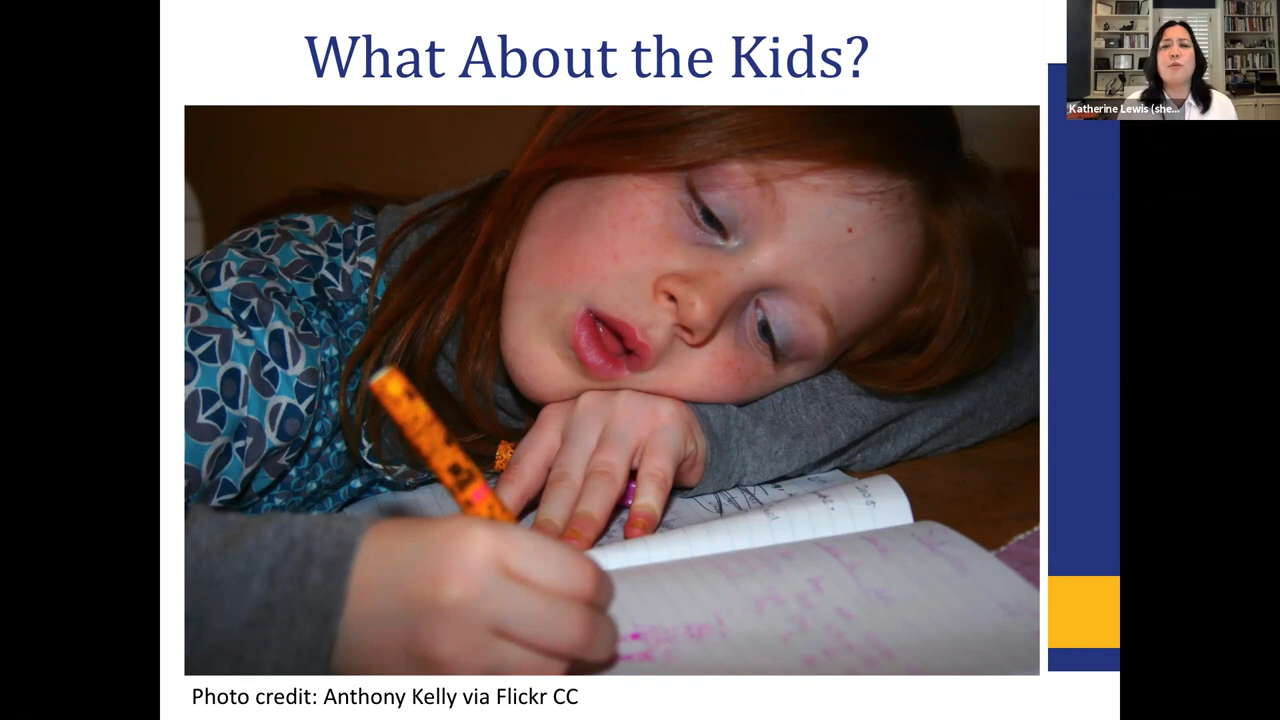 What About the Kids?
Katherine Lewis (she...
Photo credit: Anthony Kelly via Flickr CC